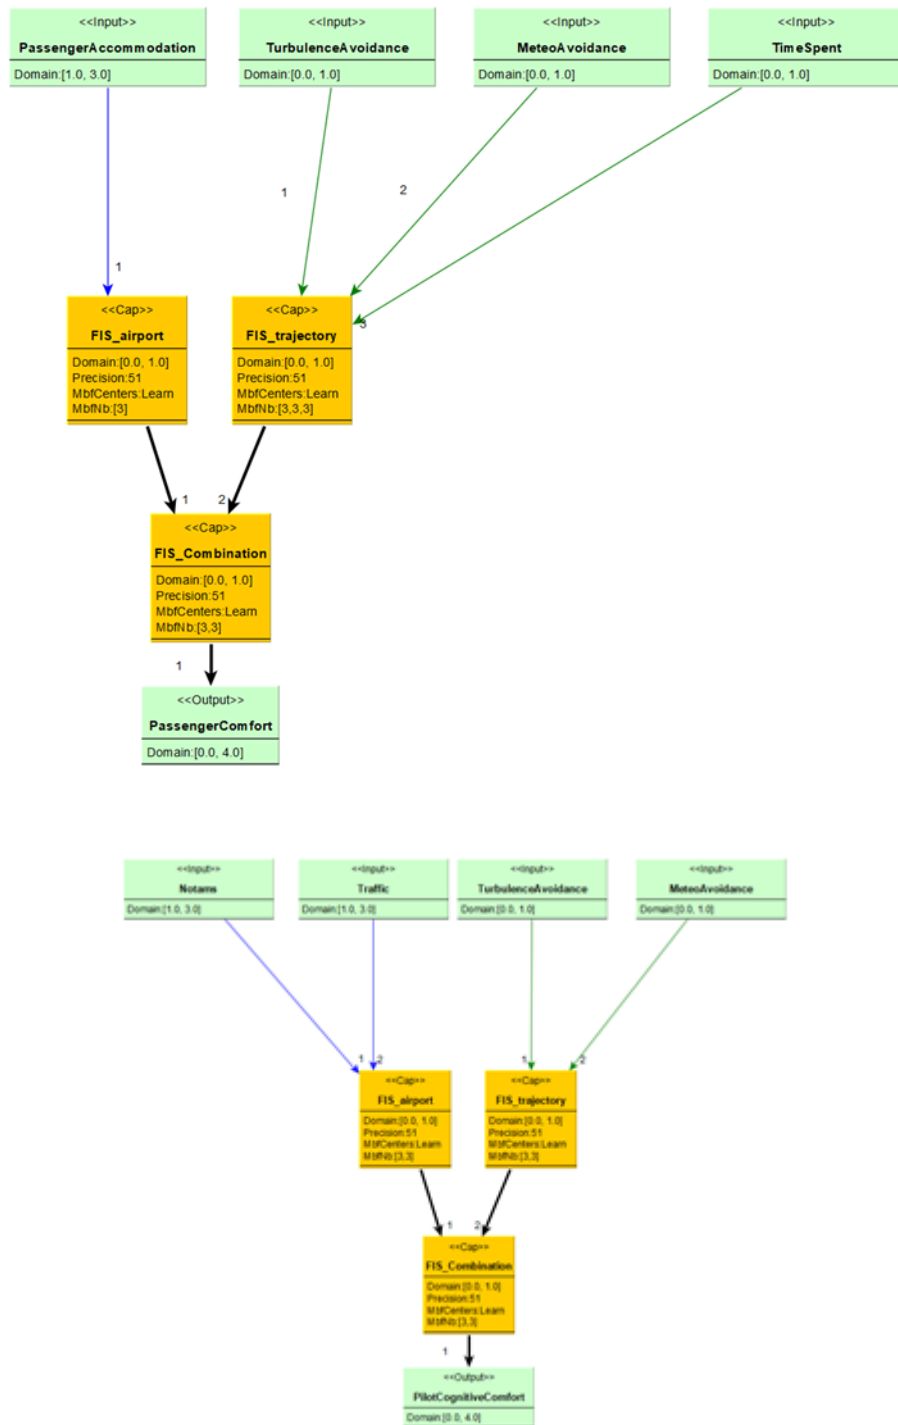 <<Input>>
PassengerAccommodation
Domain:[1.0, 3.0]
<<Input>>
TurbulenceAvoidance
Domain:[0.0, 1.0]
<<Input>>
MeteoAvoidance
Domain:[0.0, 1.0]
<<Input>>
TimeSpent
Domain:[0.0, 1.0]
1
2
1
3
<<Cap>>
FIS_airport
Domain:[0.0, 1.0]
Precision:51
MbfCenters:Learn
MbfNb:[3]
<<Cap>>
FIS_trajectory
Domain:[0.0, 1.0]
Precision:51
MbfCenters:Learn
MbfNb:[3,3,3]
1
2
<<Cap>>
FIS_Combination
Domain:[0.0, 1.0]
Precision:51
MbfCenters:Learn
MbfNb:[3,3]
1
<<Output>>
PassengerComfort
Domain:[0.0, 4.0]
<<Input>>
Notams
Domain:[1.0, 3.0]
<<Input>>
Traffic
Domain:[1.0, 3.0]
<<Input>>
TurbulenceAvoidance
Domain:[0.0, 1.0]
<<Input>>
MeteoAvoidance
Domain:[0.0, 1.0]
1
2
1
2
<<Cap>>
FIS_airport
Domain:[0.0, 1.0]
Precision:51
MbfCenters:Learn
MbfNb:[3,3]
<<Cap>>
FIS_trajectory
Domain:[0.0, 1.0]
Precision:51
MbfCenters:Learn
MbfNb:[3,3]
1
2
<<Cap>>
FIS_Combination
Domain:[0.0, 1.0]
Precision:51
MbfCenters:Learn
MbfNb:[3,3]
1
<<Output>>
PilotCognitiveComfort
Domain:[0.0, 4.0]